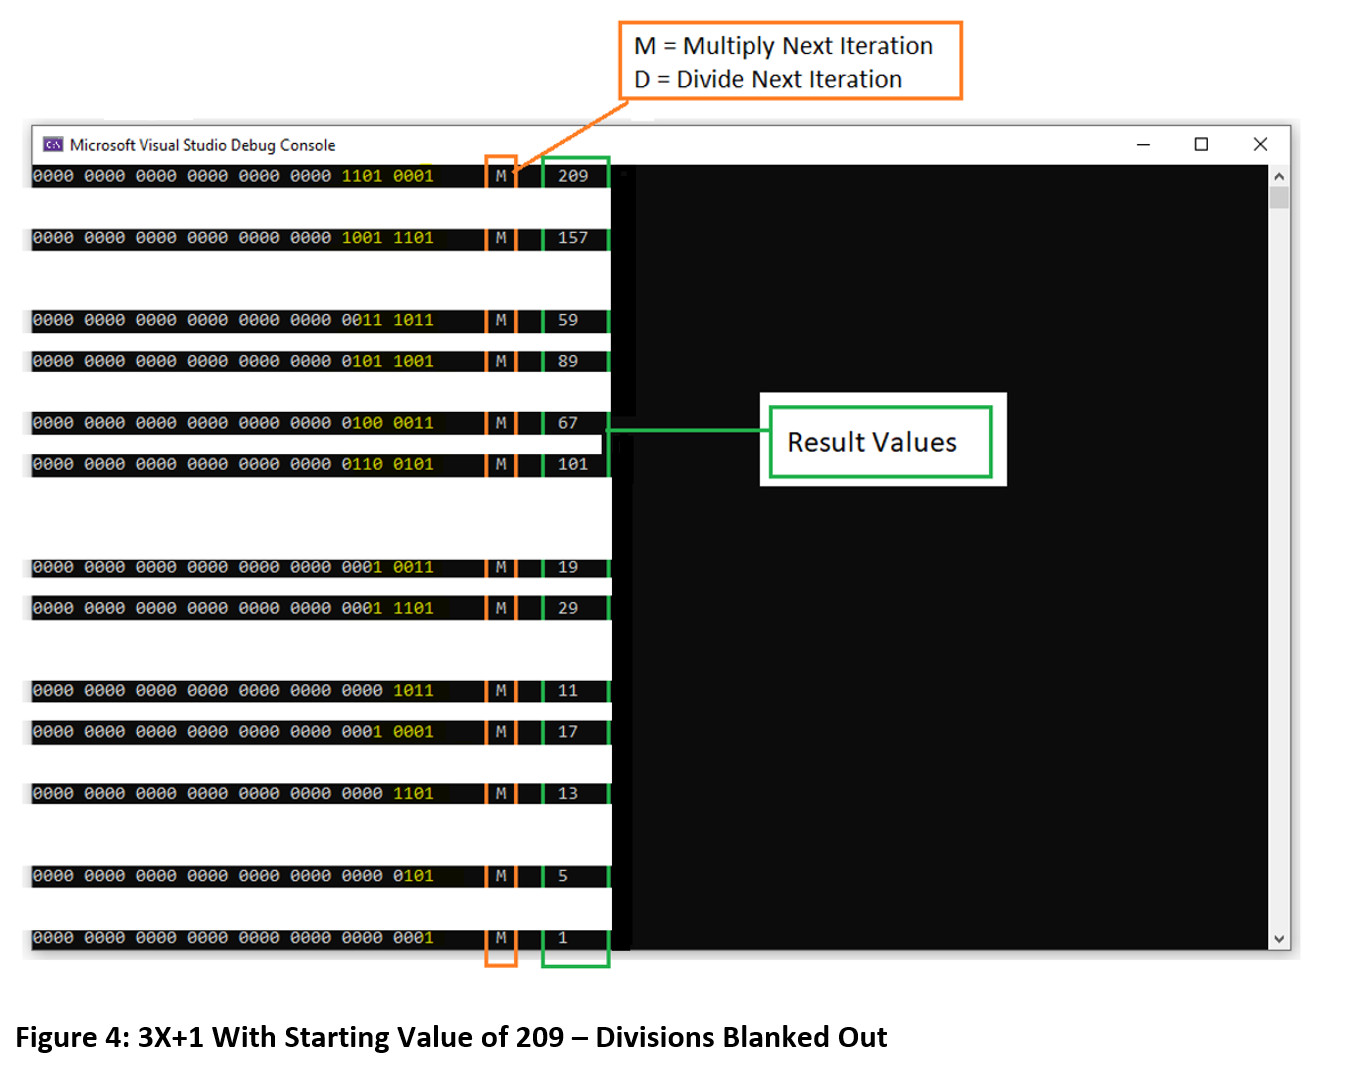 M = Multiply Next Iteration
D = Divide Next Iteration
C:\ Microsoft Visual Studio Debug Console
0000 0000 0000 0000 0000 0000 1101 0001 M 209
0000 0000 0000 0000 0000 0000 1001 1101 M 157
0000 0000 0000 0000 0000 0000 0011 1011 M 59
0000 0000 0000 0000 0000 0000 0101 1001 M 89
0000 0000 0000 0000 0000 0000 0100 0011 M 67
Result Values
0000 0000 0000 0000 0000 0000 0110 0101 M 101
0000 0000 0000 0000 0000 0000 0001 0011 M 19
0000 0000 0000 0000 0000 0000 0001 1101 M 29
0000 0000 0000 0000 0000 0000 0000 1011 M 11
0000 0000 0000 0000 0000 0000 0001 0001 M 17
0000 0000 0000 0000 0000 0000 0000 1101 M 13
0000 0000 0000 0000 0000 0000 0000 0101 M 5
0000 0000 0000 0000 0000 0000 0000 0001 M 1
Figure 4: 3X+1 With Starting Value of 209 – Divisions Blanked Out